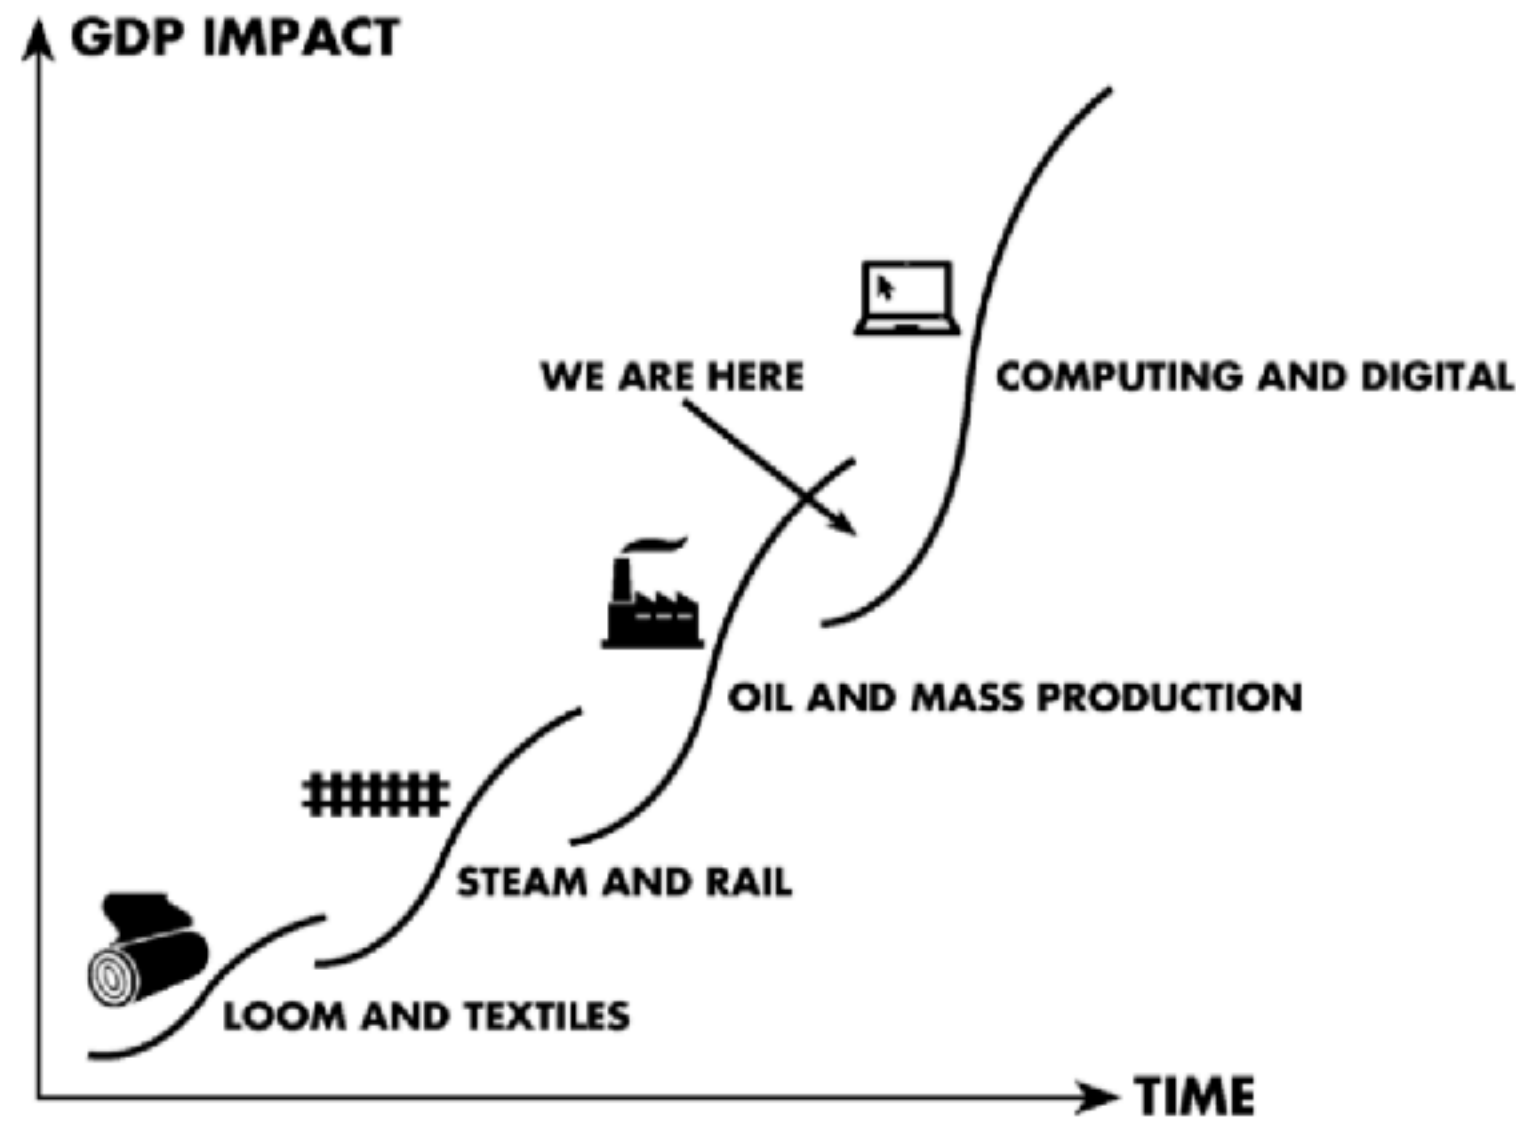 GDP IMPACT
WE ARE HERE
COMPUTING AND DIGITAL
OIL AND MASS PRODUCTION
STEAM AND RAIL
LOOM AND TEXTILES
TIME